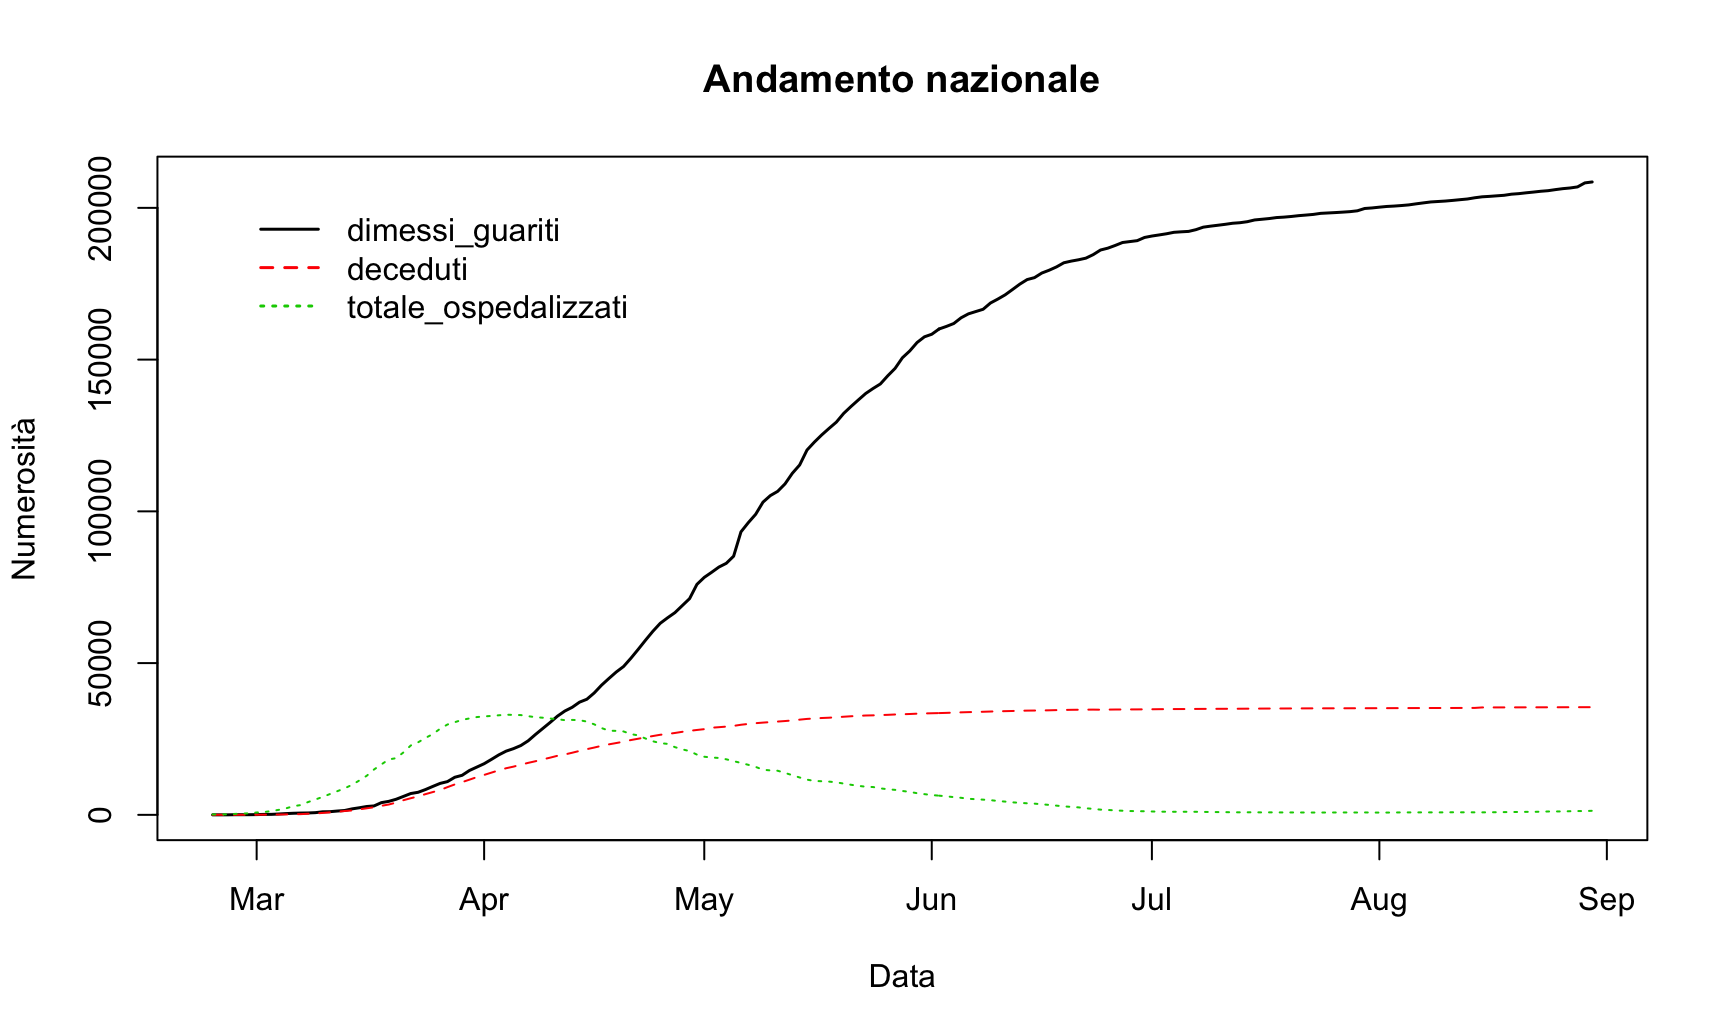 Andamento nazionale
dimessi_guariti
deceduti
totale_ospedalizzati
Numerosità
200000
150000
100000
50000
0
Mar Apr May Jun Jul Aug Sep
Data